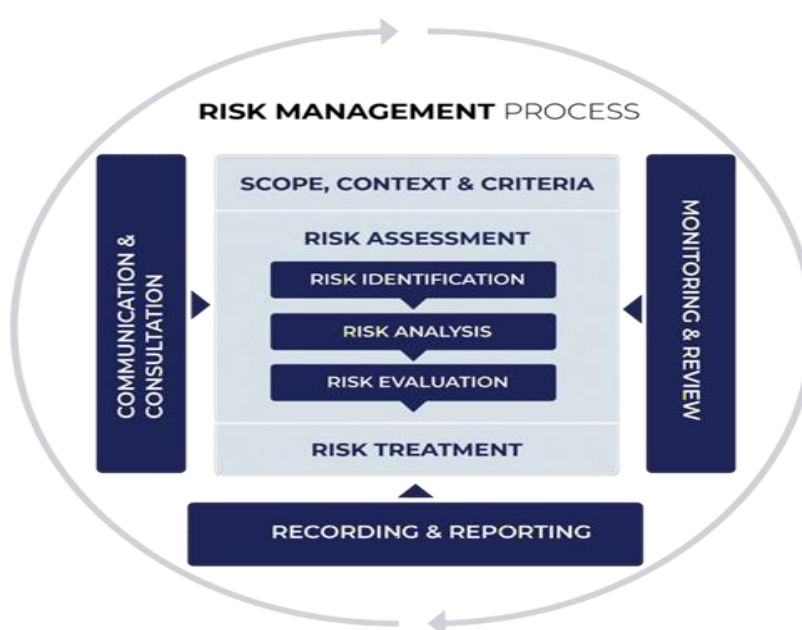 RISK MANAGEMENT PROCESS
SCOPE, CONTEXT & CRITERIA
RISK ASSESSMENT
RISK IDENTIFICATION
RISK ANALYSIS
RISK EVALUATION
RISK TREATMENT
COMMUNICATION &
CONSULTATION
MONITORING & REVIEW
RECORDING & REPORTING